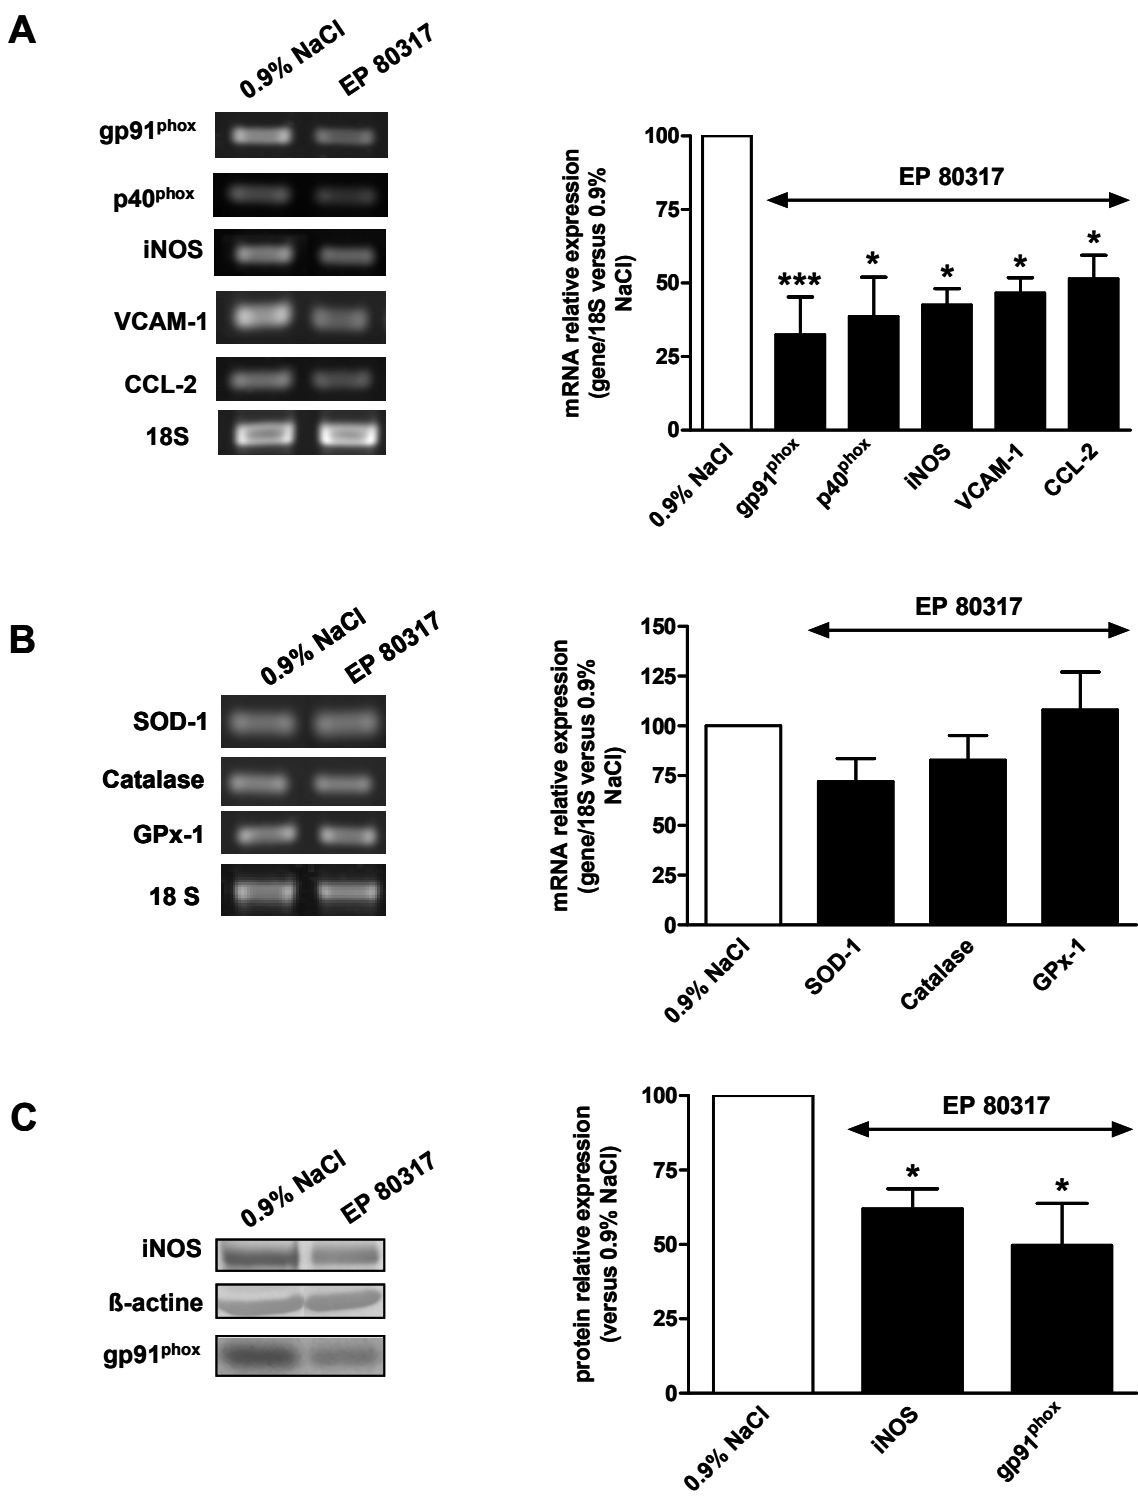 A
0.9% NaCl
EP 80317
gp91phox
p40phox
iNOS
VCAM-1
CCL-2
18S
mRNA relative expression
(gene/18S versus 0.9%
NaCl)
100
75
50
25
0
EP 80317
***
*
*
*
*
0.9% NaCl
gp91phox
p40phox
iNOS
VCAM-1
CCL-2
B
0.9% NaCl
EP 80317
SOD-1
Catalase
GPx-1
18 S
mRNA relative expression
(gene/18S versus 0.9%
NaCl)
150
125
100
75
50
25
0
EP 80317
0.9% NaCl
SOD-1
Catalase
GPx-1
C
0.9% NaCl
EP 80317
iNOS
ß-actine
gp91phox
protein relative expression
(versus 0.9% NaCl)
100
75
50
25
0
EP 80317
*
*
0.9% NaCl
iNOS
gp91phox